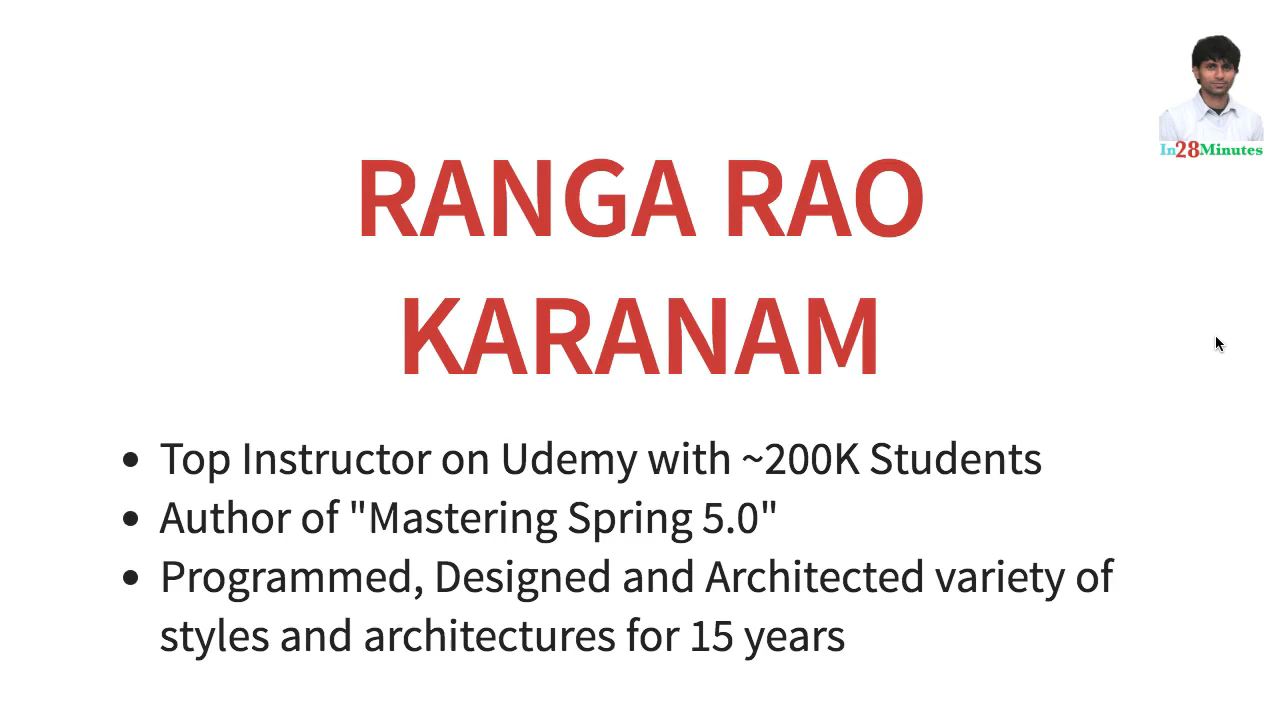 In28Minutes
RANGA RAO
KARANAM
• Top Instructor on Udemy with ~200K Students
• Author of "Mastering Spring 5.0"
• Programmed, Designed and Architected variety of
styles and architectures for 15 years